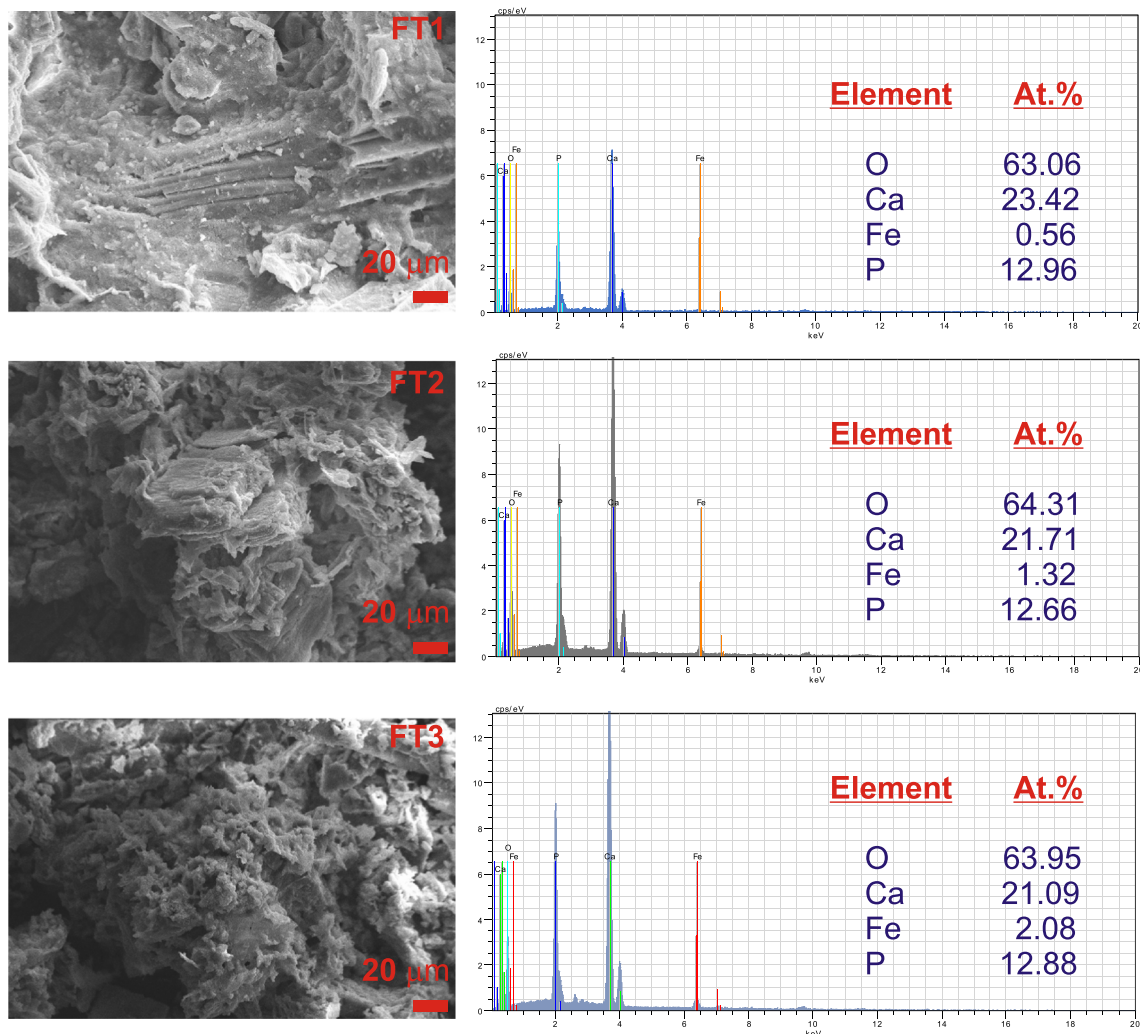 FT1
20 μm
cps/eV
12
10
8
6
4
2
0
Ca
O
Fe
P
Ca
Fe
2 4 6 8 10 12 14 16 18 20
keV
Element At.%
O 63.06
Ca 23.42
Fe 0.56
P 12.96
FT2
20 μm
cps/eV
12
10
8
6
4
2
0
Ca
O
Fe
P
Ca
Fe
2 4 6 8 10 12 14 16 18
keV
Element At.%
O 64.31
Ca 21.71
Fe 1.32
P 12.66
FT3
20 μm
cps/eV
12
10
8
6
4
2
0
Ca
O
Fe
P
Ca
Fe
2 4 6 8 10 12 14 16 18 20
keV
Element At.%
O 63.95
Ca 21.09
Fe 2.08
P 12.88